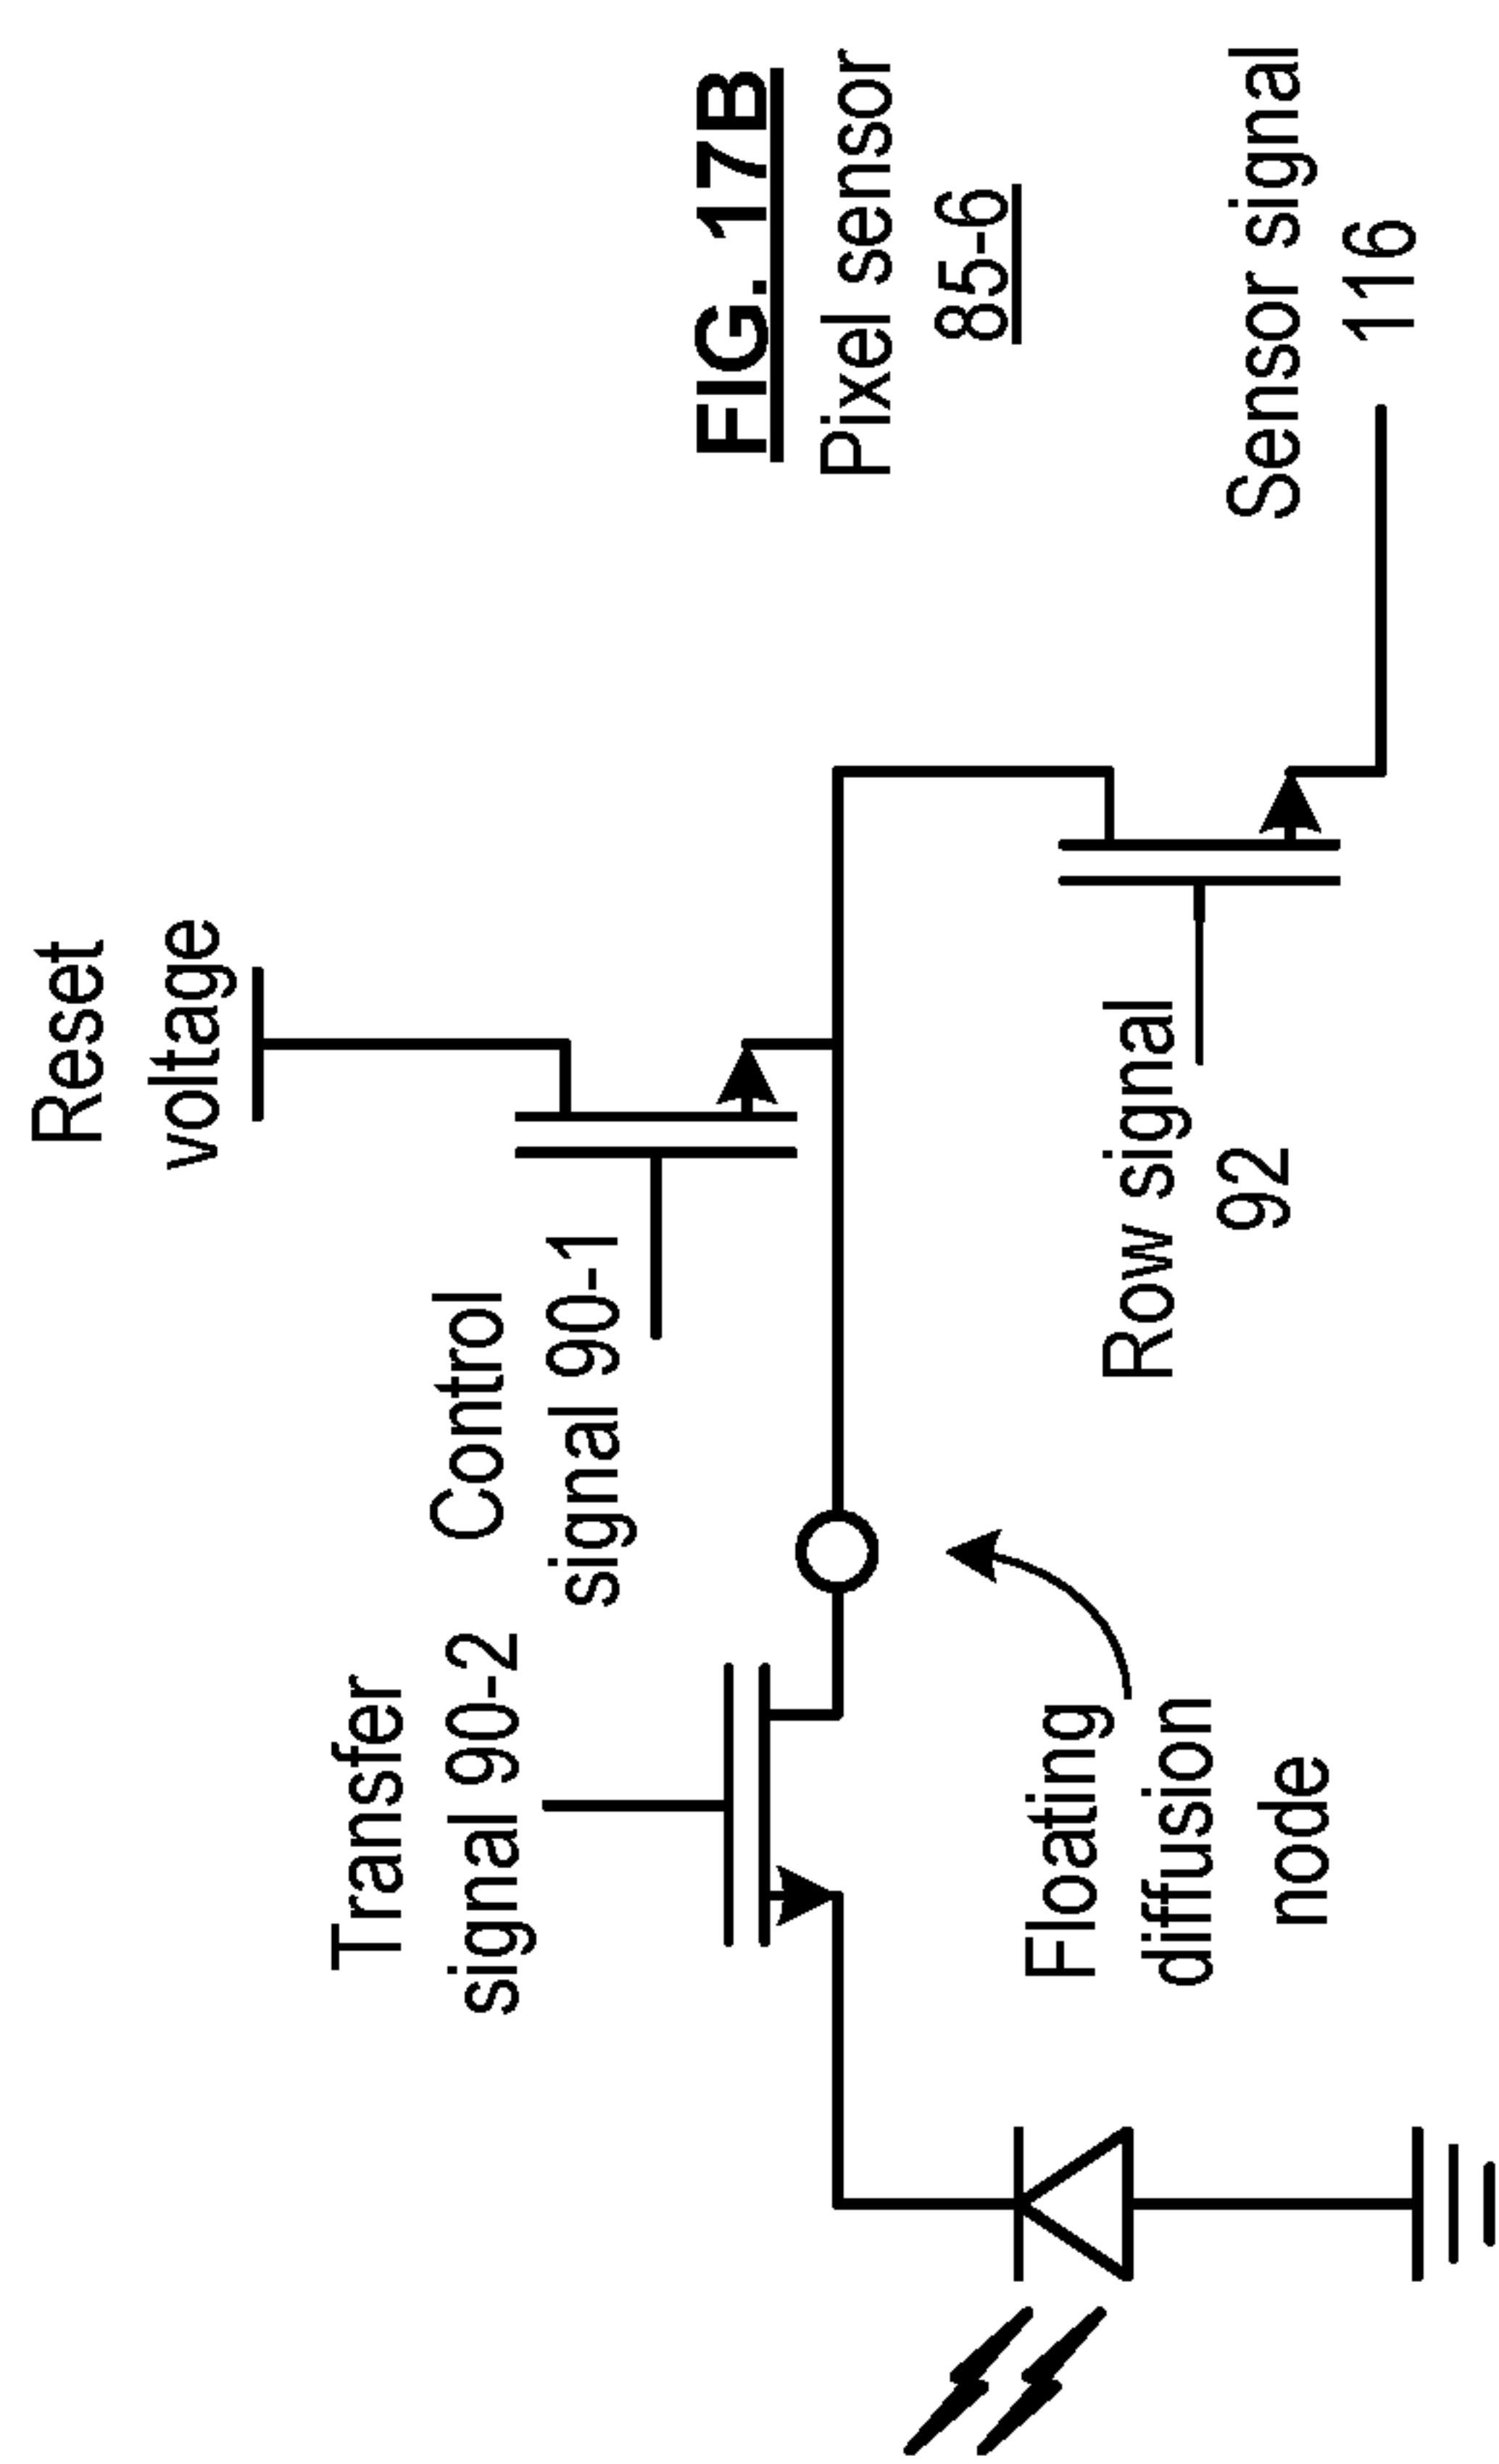 Reset
voltage
Transfer
signal 90-2
Control
signal 90-1
FIG. 17B
Pixel sensor
85-6
Floating
diffusion
node
Row signal
92
Sensor signal
116